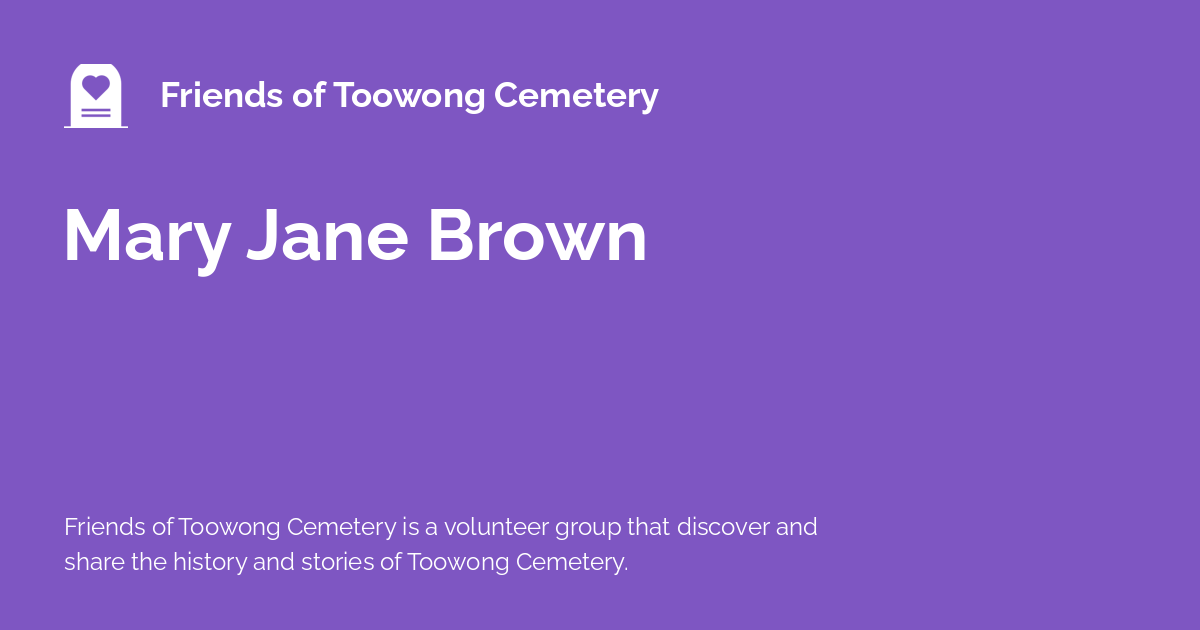 Friends of Toowong Cemetery
Mary Jane Brown
Friends of Toowong Cemetery is a volunteer group that discover and
share the history and stories of Toowong Cemetery.